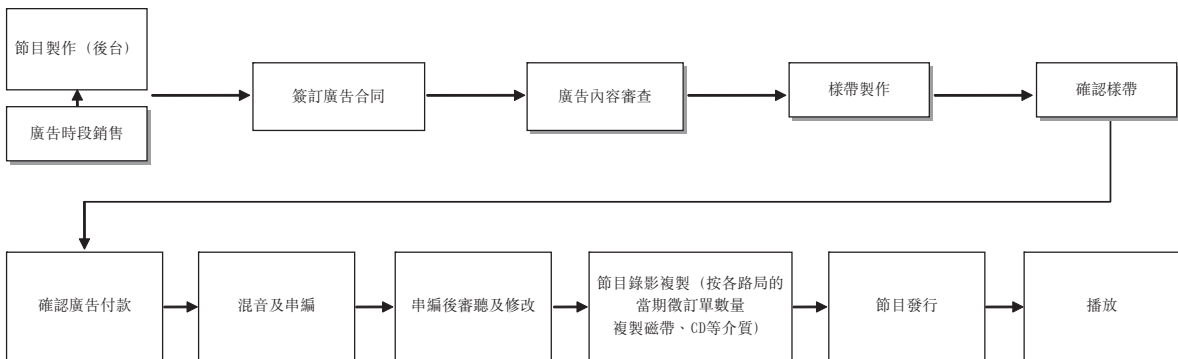 節目製作（後台）
廣告時段銷售
簽訂廣告合同
廣告內容審查
樣帶製作
確認樣帶
確認廣告付款
混音及串編
串編後審聽及修改
節目錄影複製（按各路局的
當期徵訂單數量
複製磁帶、CD等介質）
節目發行
播放